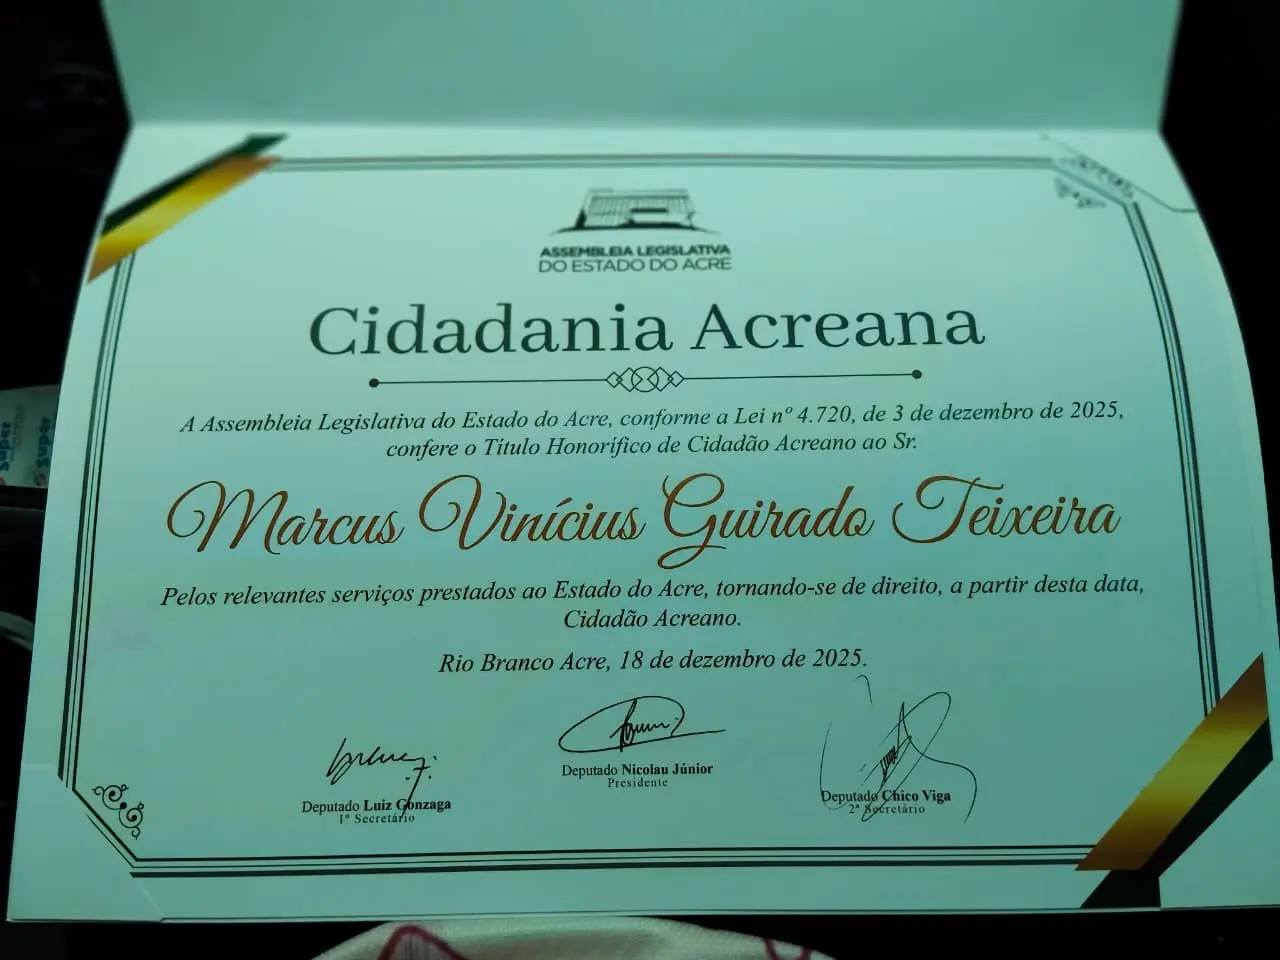 ASSEMBLEIA LEGISLATIVA
DO ESTADO DO ACRE
Cidadania Acreana
A Assembleia Legislativa do Estado do Acre, conforme a Lei nº 4.720, de 3 de dezembro de 2025,
confere o Título Honorífico de Cidadão Acreano ao Sr.
Marcus Vinícius Guirado Teixeira
Pelos relevantes serviços prestados ao Estado do Acre, tornando-se de direito, a partir desta data,
Cidadão Acreano.
Rio Branco Acre, 18 de dezembro de 2025.
Deputado Nicolau Júnior
Presidente
Deputado Luiz Gonzaga
1º Secretário
Deputado Chico Viga
2º Secretário
super
super